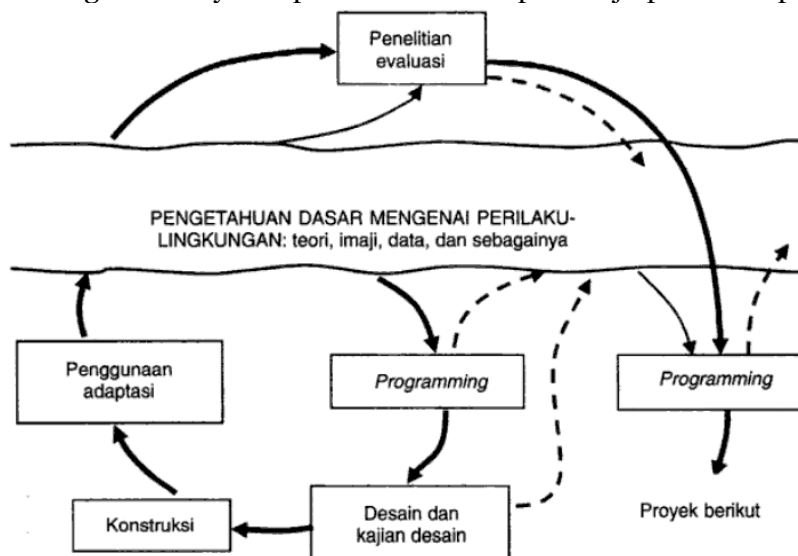 Penelitian
evaluasi
PENGETAHUAN DASAR MENGENAI PERILAKU-
LINGKUNGAN: teori, imaji, data, dan sebagainya
Penggunaan
adaptasi
Programming
Programming
Konstruksi
Desain dan
kajian desain
Proyek berikut